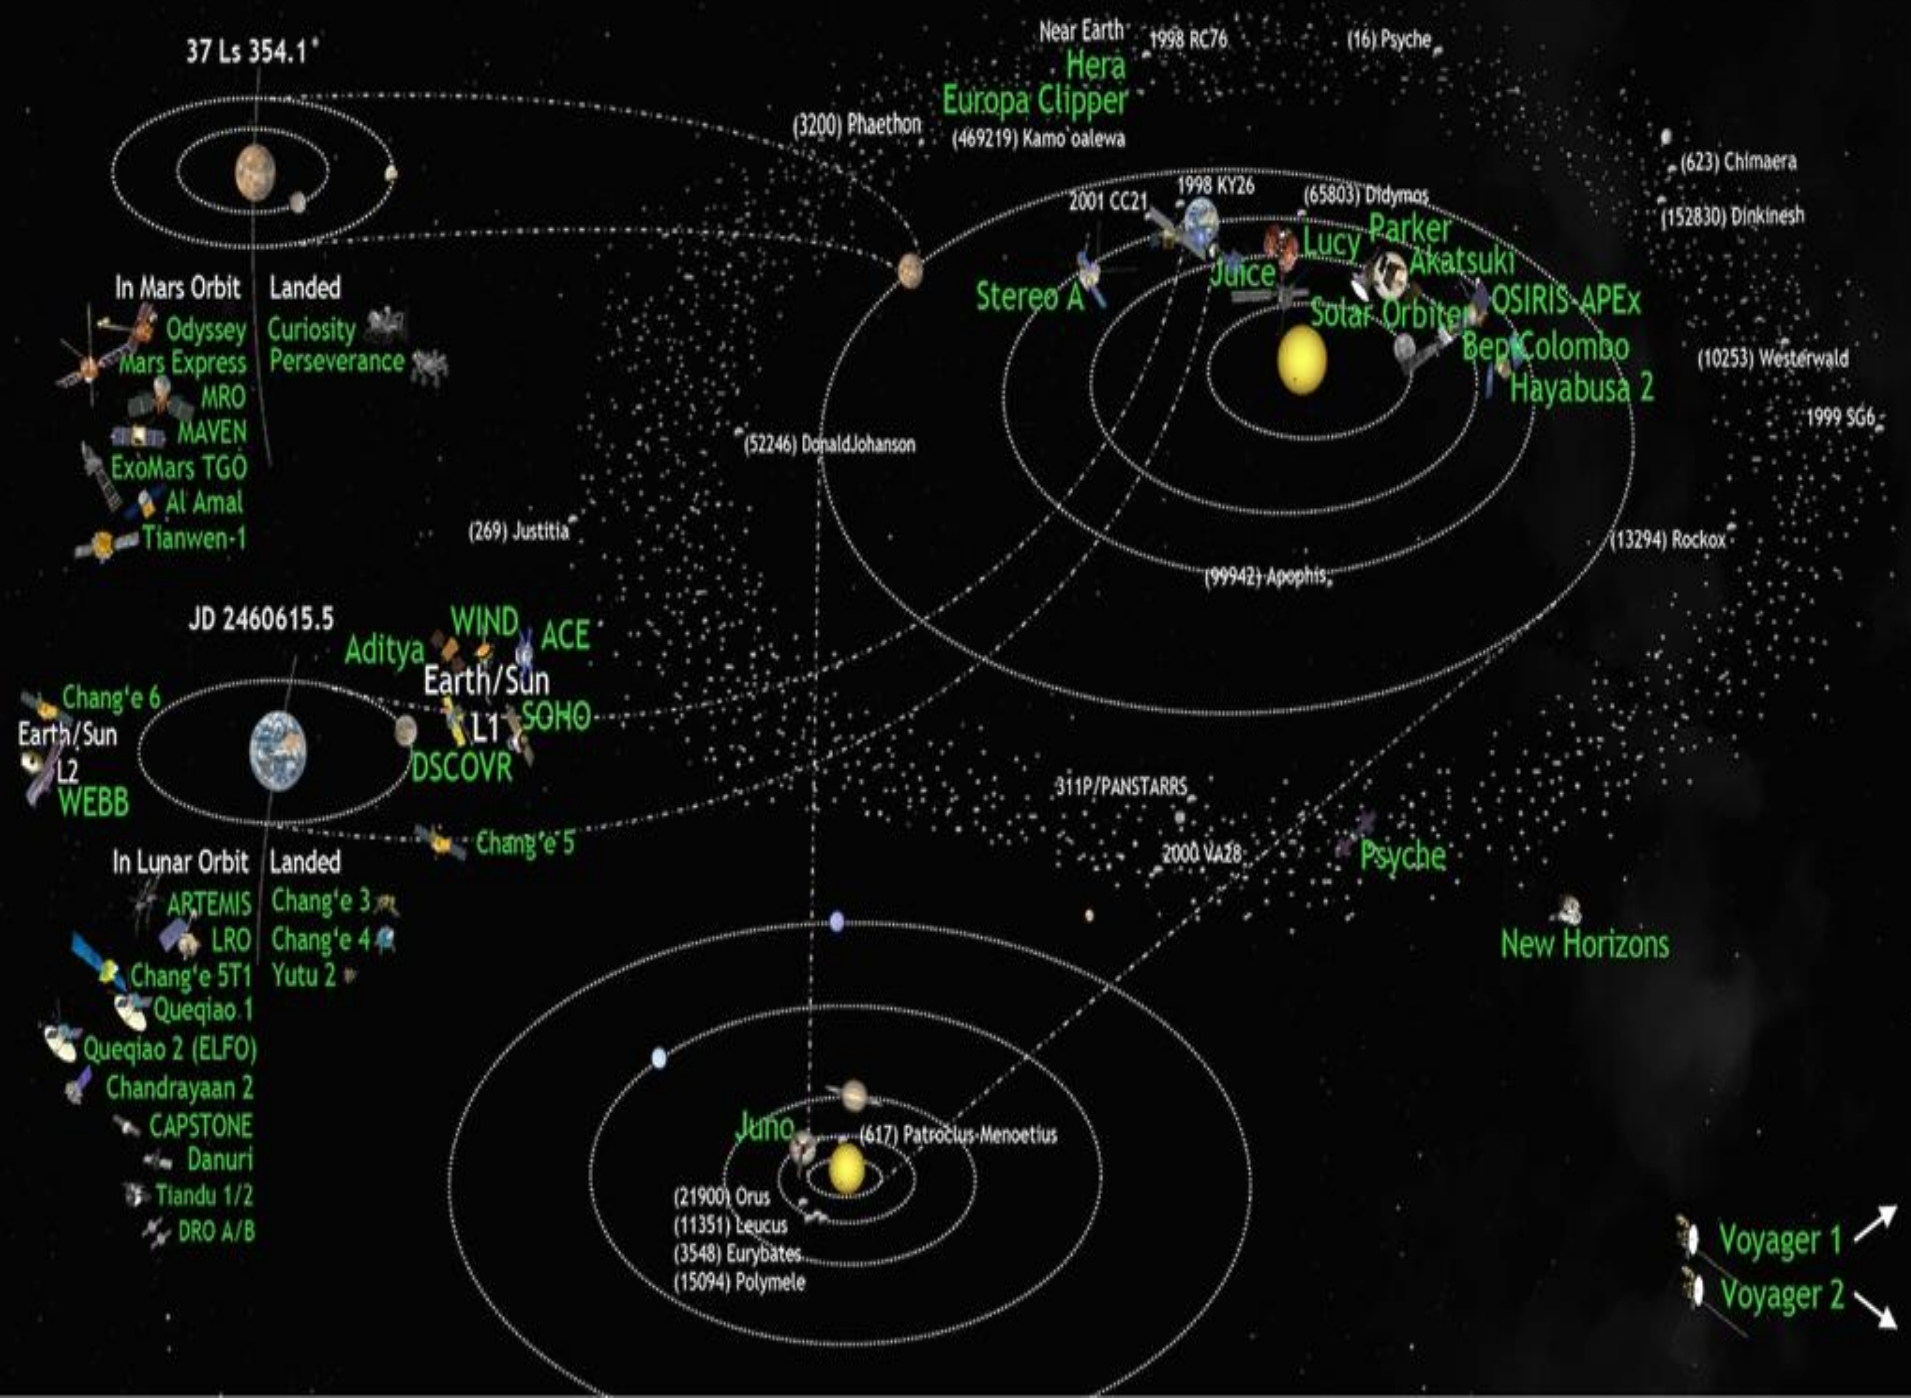 37 Ls 354.1°
In Mars Orbit
Odyssey
Mars Express
MRO
MAVEN
ExoMars TGO
Al Amal
Tianwen-1
Landed
Curiosity
Perseverance
Near Earth
Hera
Europa Clipper
(469219) Kamo'oalewa
(3200) Phaethon
1998 RC76
(16) Psyche
(623) Chimaera
(152830) Dinkinesh
(10253) Westerwald
1999 SG6
(13294) Rockox
2001 CC21
1998 KY26
(65803) Didymos
Stereo A
Juice
Lucy
Parker
Akatsuki
Solar Orbiter
OSIRIS-APEx
BepiColombo
Hayabusa 2
(99942) Apophis
(52246) DonaldJohanson
(269) Justitia
JD 2460615.5
Chang'e 6
Earth/Sun
L2
WEBB
Aditya
WIND
ACE
Earth/Sun
L1
SOHO
DSCOVR
Chang'e 5
In Lunar Orbit
ARTEMIS
LRO
Chang'e 5T1
Queqiao 1
Queqiao 2 (ELFO)
Chandrayaan 2
CAPSTONE
Danuri
Tiandu 1/2
DRO A/B
Landed
Chang'e 3
Chang'e 4
Yutu 2
311P/PANSTARRS
2000 VA28
Psyche
New Horizons
Juno
(617) Patroclus-Menoetius
(21900) Orus
(11351) Leucus
(3548) Eurybates
(15094) Polymele
Voyager 1
Voyager 2